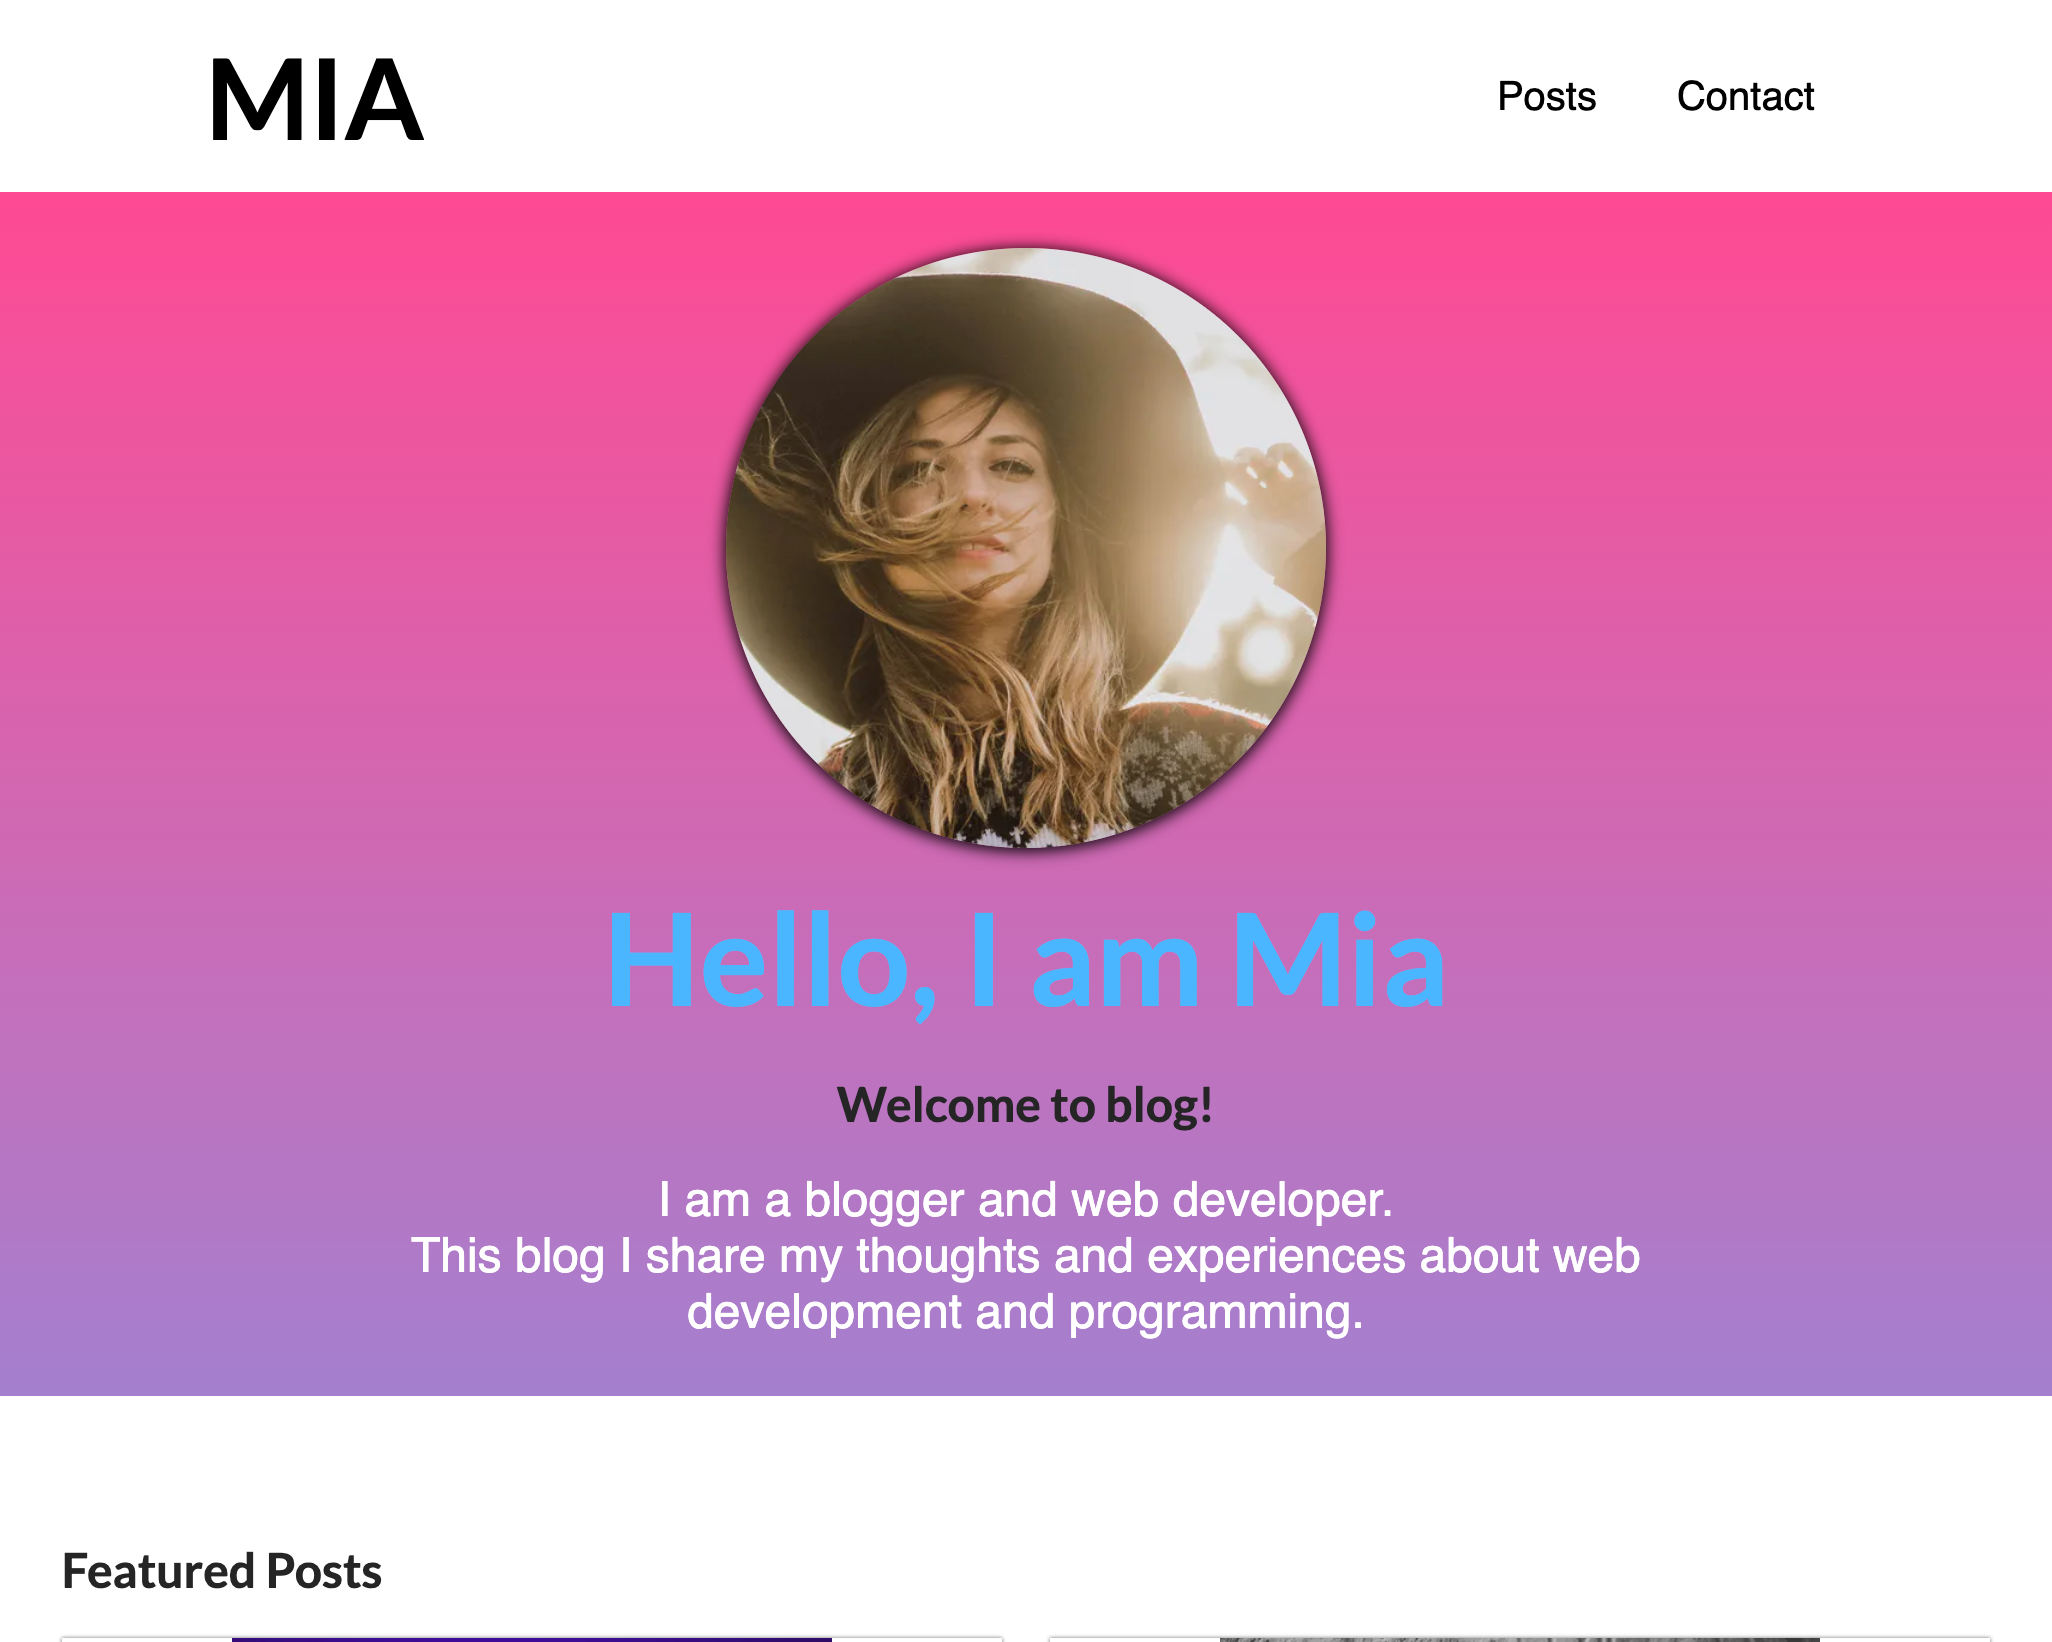 MIA
Posts
Contact
Hello, I am Mia
Welcome to blog!
I am a blogger and web developer.
This blog I share my thoughts and experiences about web
development and programming.
Featured Posts